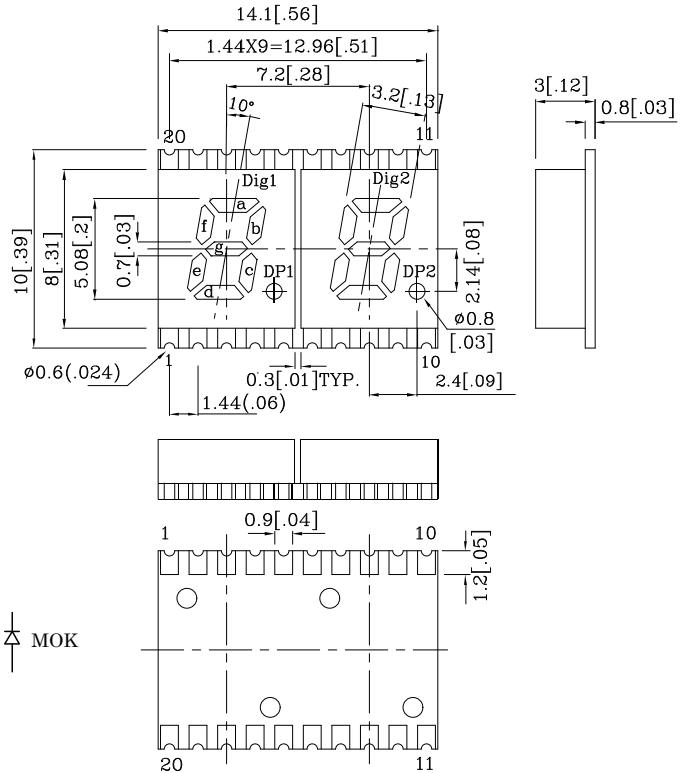 14.1[.56]
1.44X9=12.96[.51]
7.2[.28]
3.2[.13]
10°
20
11
Dig1
Dig2
a
b
f
g
e
c
d
DP1
DP2
10[.39]
8[.31]
5.08[.2]
0.7[.03]
2.14[.08]
ø0.8
[.03]
1
10
ø0.6(.024)
0.3[.01]TYP.
2.4[.09]
1.44(.06)
3[.12]
0.8[.03]
1
0.9[.04]
10
1.2[.05]
MOK
20
11